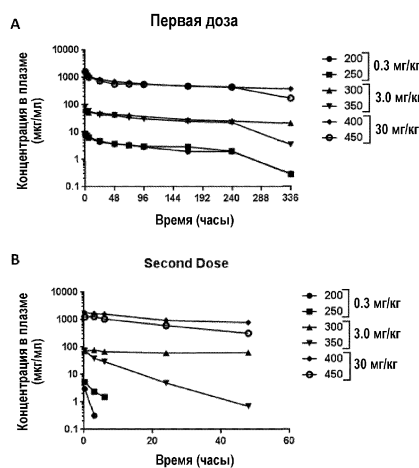 Первая доза
A
Концентрация в плазме
(мкг/мл)
10000
1000
100
10
1
0.1
0 48 96 144 192 240 288 336
Время (часы)
200
250
0.3 мг/кг
300
350
3.0 мг/кг
400
450
30 мг/кг
B
Second Dose
Концентрация в плазме
(мкг/мл)
10000
1000
100
10
1
0.1
0 20 40 60
Время (часы)
200
250
0.3 мг/кг
300
350
3.0 мг/кг
400
450
30 мг/кг